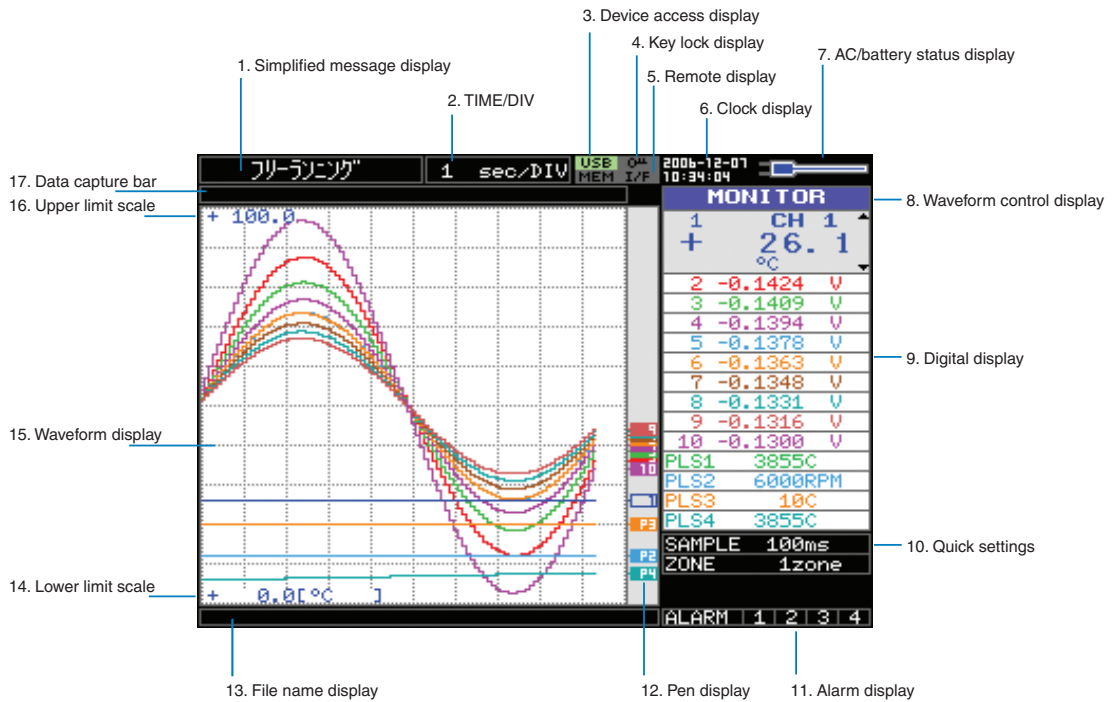 3. Device access display
4. Key lock display
7. AC/battery status display
1. Simplified message display
5. Remote display
2. TIME/DIV
6. Clock display
フリーランニング
1 sec/DIV
USB
MEM
I/F
2006-12-07
10:34:04
17. Data capture bar
16. Upper limit scale
8. Waveform control display
MONITOR
+ 100.0
1 CH 1
+ 26.1
°C
2 -0.1424 V
3 -0.1409 V
4 -0.1394 V
5 -0.1378 V
6 -0.1363 V
7 -0.1348 V
8 -0.1331 V
9 -0.1316 V
10 -0.1300 V
9. Digital display
15. Waveform display
9
10
1
P3
P2
P4
PLS1 3855C
PLS2 6000RPM
PLS3 10C
PLS4 3855C
SAMPLE 100ms
ZONE 1zone
10. Quick settings
14. Lower limit scale
+ 0.0[°C ]
ALARM 1 2 3 4
13. File name display
12. Pen display
11. Alarm display